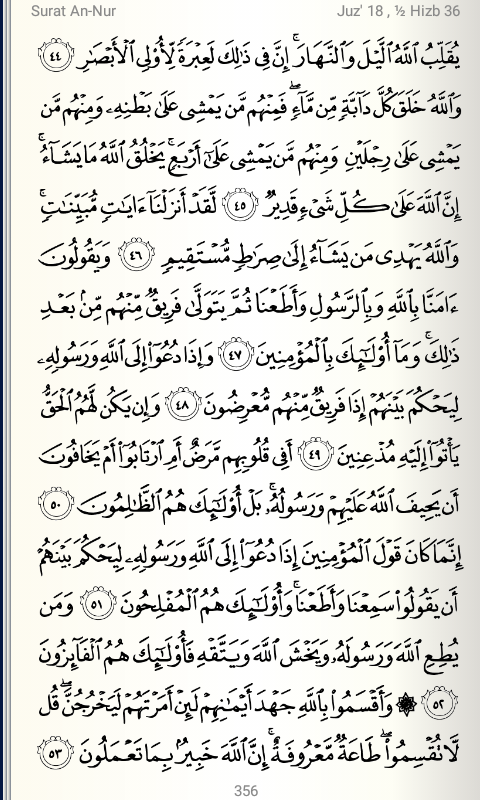 Surat An-Nur Juz' 18 , ½ Hizb 36
يُقَلِّبُ ٱللَّهُ ٱلَّيْلَ وَٱلنَّهَارَۚ إِنَّ فِى ذَٰلِكَ لَعِبْرَةً لِّأُو۟لِى ٱلْأَبْصَٰرِ ٤٤
وَٱللَّهُ خَلَقَ كُلَّ دَآبَّةٍ مِّن مَّآءٍۖ فَمِنْهُم مَّن يَمْشِى عَلَىٰ بَطْنِهِۦ وَمِنْهُم مَّن
يَمْشِى عَلَىٰ رِجْلَيْنِ وَمِنْهُم مَّن يَمْشِى عَلَىٰٓ أَرْبَعٍۚ يَخْلُقُ ٱللَّهُ مَا يَشَآءُۚ
إِنَّ ٱللَّهَ عَلَىٰ كُلِّ شَىْءٍ قَدِيرٌ ٤٥ لَّقَدْ أَنزَلْنَآ ءَايَٰتٍ مُّبَيِّنَٰتٍۚ
وَٱللَّهُ يَهْدِى مَن يَشَآءُ إِلَىٰ صِرَٰطٍ مُّسْتَقِيمٍ ٤٦ وَيَقُولُونَ
ءَامَنَّا بِٱللَّهِ وَبِٱلرَّسُولِ وَأَطَعْنَا ثُمَّ يَتَوَلَّىٰ فَرِيقٌ مِّنْهُم مِّنۢ بَعْدِ
ذَٰلِكَۚ وَمَآ أُو۟لَٰٓئِكَ بِٱلْمُؤْمِنِينَ ٤٧ وَإِذَا دُعُوٓا۟ إِلَى ٱللَّهِ وَرَسُولِهِۦ
لِيَحْكُمَ بَيْنَهُمْ إِذَا فَرِيقٌ مِّنْهُم مُّعْرِضُونَ ٤٨ وَإِن يَكُن لَّهُمُ ٱلْحَقُّ
يَأْتُوٓا۟ إِلَيْهِ مُذْعِنِينَ ٤٩ أَفِى قُلُوبِهِم مَّرَضٌ أَمِ ٱرْتَابُوٓا۟ أَمْ يَخَافُونَ
أَن يَحِيفَ ٱللَّهُ عَلَيْهِمْ وَرَسُولُهُۥۚ بَلْ أُو۟لَٰٓئِكَ هُمُ ٱلظَّٰلِمُونَ ٥٠
إِنَّمَا كَانَ قَوْلَ ٱلْمُؤْمِنِينَ إِذَا دُعُوٓا۟ إِلَى ٱللَّهِ وَرَسُولِهِۦ لِيَحْكُمَ بَيْنَهُمْ
أَن يَقُولُوا۟ سَمِعْنَا وَأَطَعْنَاۚ وَأُو۟لَٰٓئِكَ هُمُ ٱلْمُفْلِحُونَ ٥١ وَمَن
يُطِعِ ٱللَّهَ وَرَسُولَهُۥ وَيَخْشَ ٱللَّهَ وَيَتَّقْهِ فَأُو۟لَٰٓئِكَ هُمُ ٱلْفَآئِزُونَ
٥٢ ۞ وَأَقْسَمُوا۟ بِٱللَّهِ جَهْدَ أَيْمَٰنِهِمْ لَئِنْ أَمَرْتَهُمْ لَيَخْرُجُنَّۖ قُل
لَّا تُقْسِمُوا۟ۖ طَاعَةٌ مَّعْرُوفَةٌۚ إِنَّ ٱللَّهَ خَبِيرٌۢ بِمَا تَعْمَلُونَ ٥٣
356